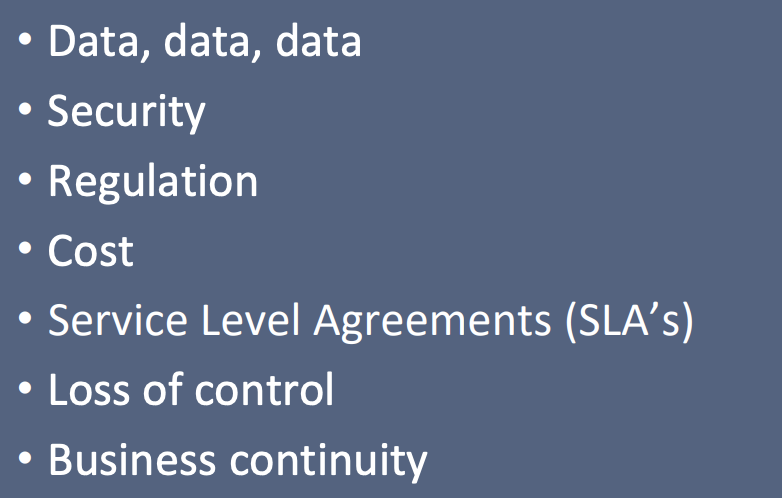 • Data, data, data
• Security
• Regulation
• Cost
• Service Level Agreements (SLA’s)
• Loss of control
• Business continuity